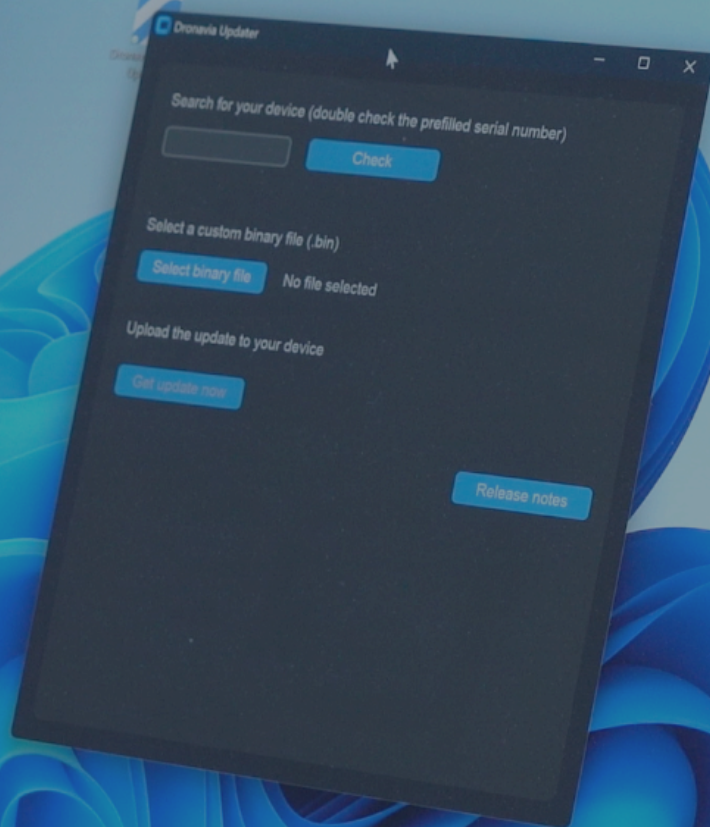 Dronavia Updater
Search for your device (double check the prefilled serial number)
Check
Select a custom binary file (.bin)
Select binary file
No file selected
Upload the update to your device
Get update now
Release notes